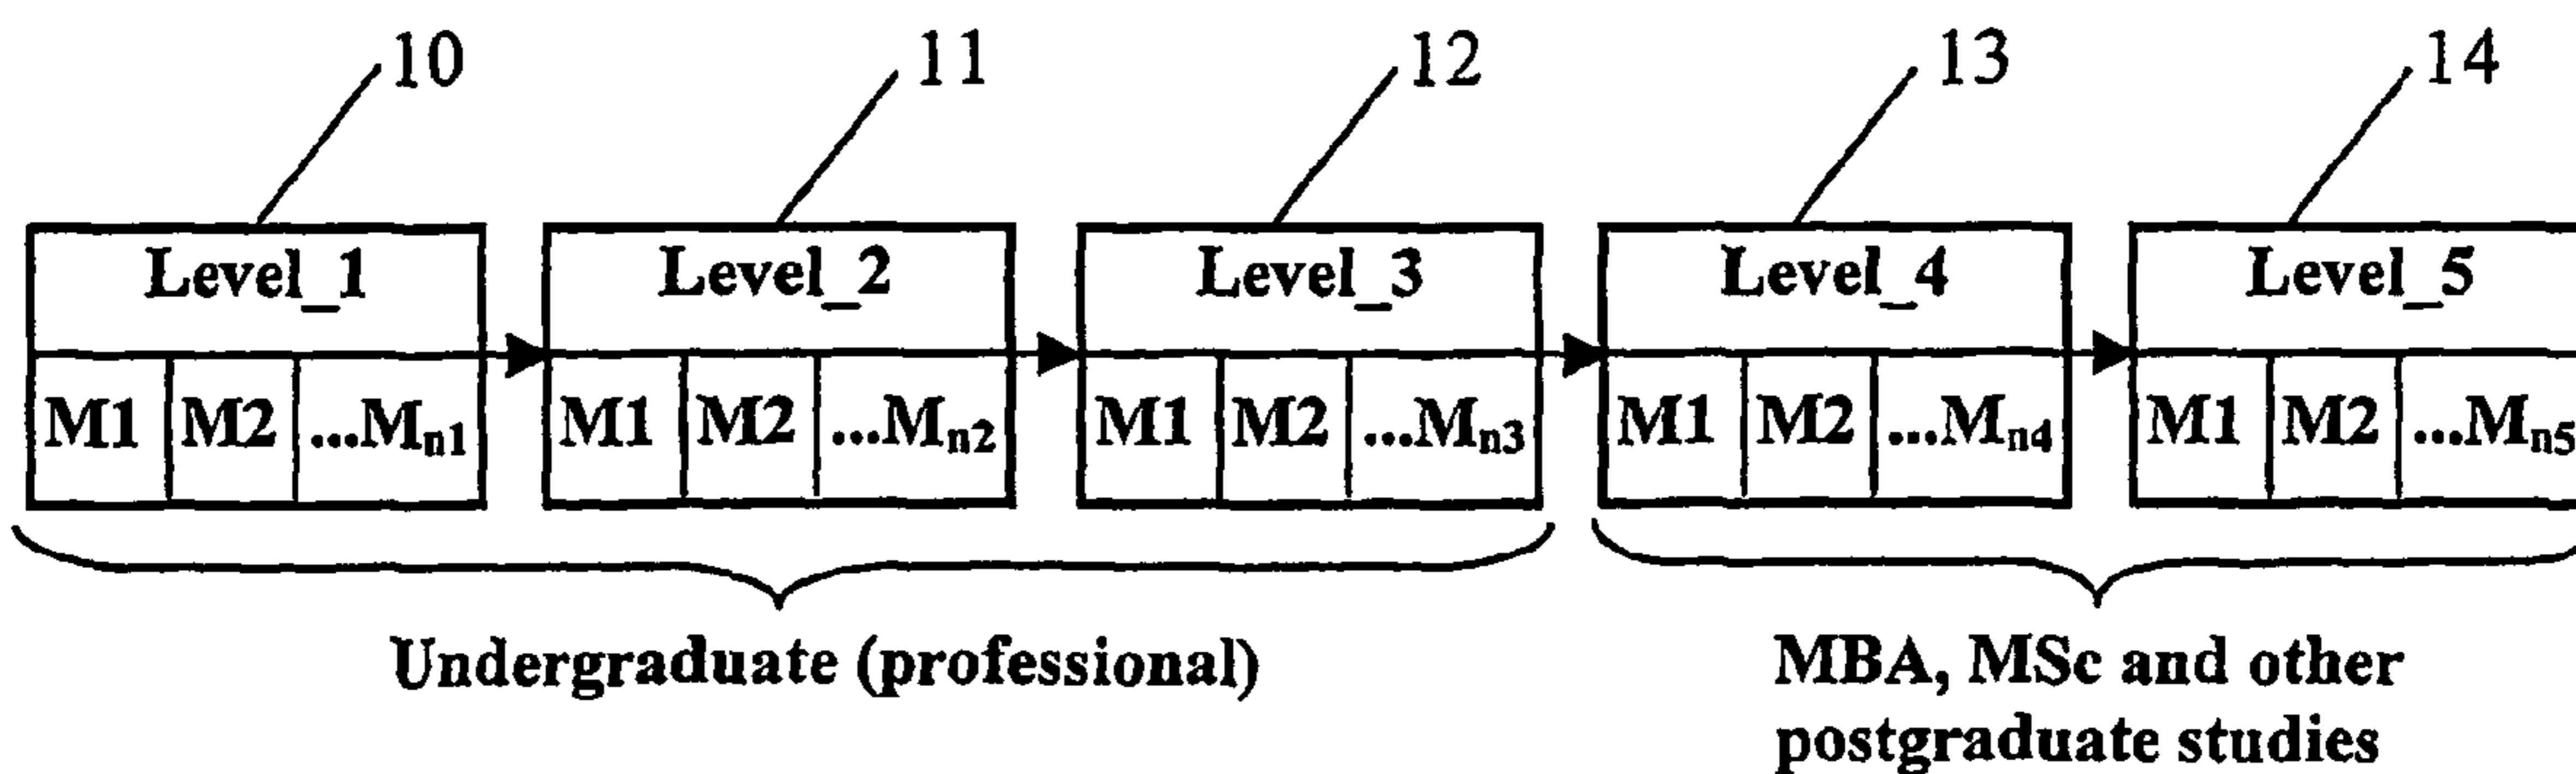 10 11 12 13 14
Level_1 Level_2 Level_3 Level_4 Level_5
M1 M2 ...Mn1 M1 M2 ...Mn2 M1 M2 ...Mn3 M1 M2 ...Mn4 M1 M2 ...Mn5
Undergraduate (professional) MBA, MSc and other
postgraduate studies